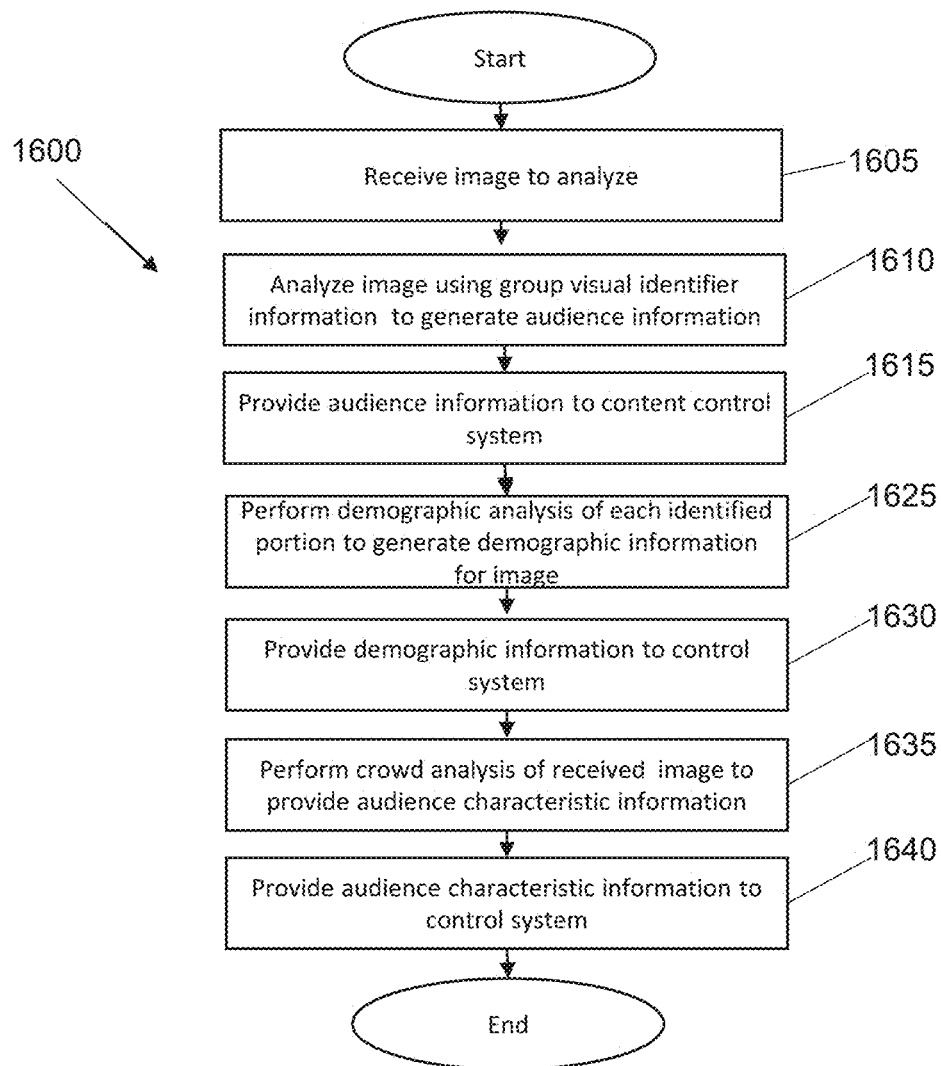 Start
1600
Receive image to analyze
1605
1610
Analyze image using group visual identifier
information to generate audience information
1615
Provide audience information to content control
system
1625
Perform demographic analysis of each identified
portion to generate demographic information
for image
1630
Provide demographic information to control
system
1635
Perform crowd analysis of received image to
provide audience characteristic information
1640
Provide audience characteristic information to
control system
End